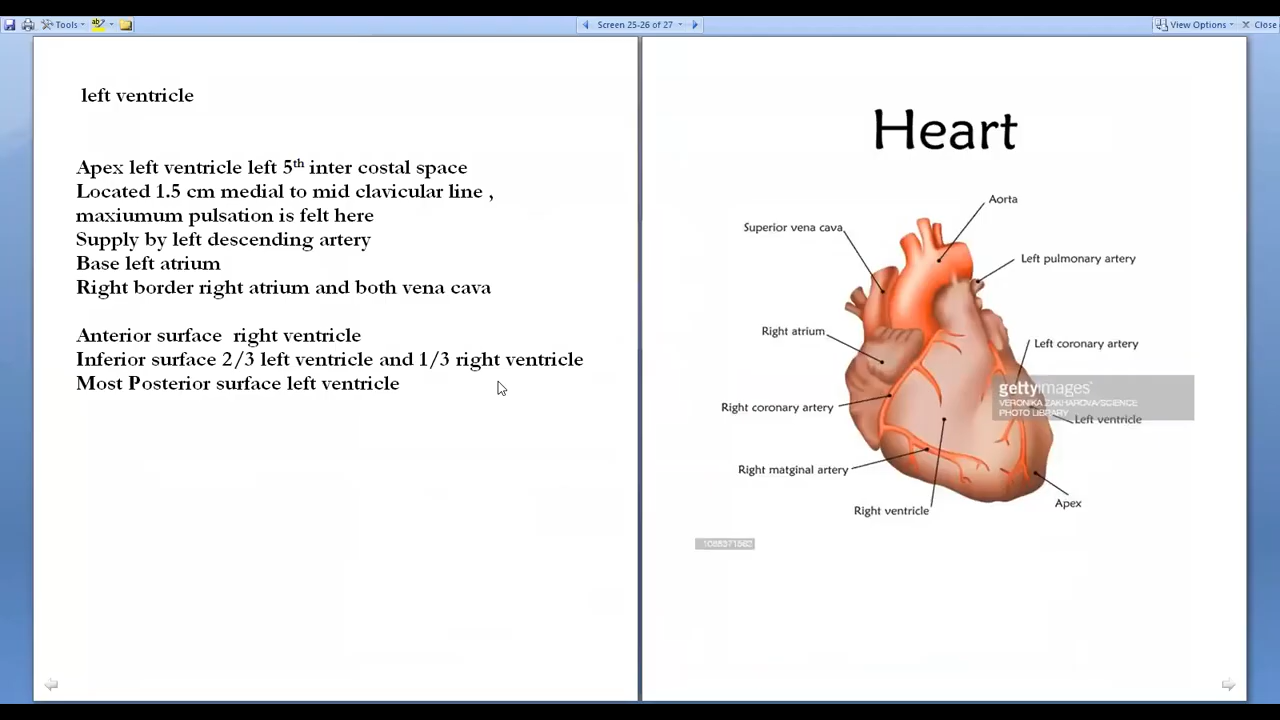 Tools
Screen 25-26 of 27
View Options
Close
left ventricle
Apex left ventricle left 5th inter costal space
Located 1.5 cm medial to mid clavicular line ,
maxiumum pulsation is felt here
Supply by left descending artery
Base left atrium
Right border right atrium and both vena cava
Anterior surface right ventricle
Inferior surface 2/3 left ventricle and 1/3 right ventricle
Most Posterior surface left ventricle
Heart
Aorta
Superior vena cava
Left pulmonary artery
Right atrium
Left coronary artery
gettyimages
VERONIKA ZAKHAROVA/SCIENCE
PHOTO LIBRARY
Right coronary artery
Left ventricle
Right matginal artery
Apex
Right ventricle